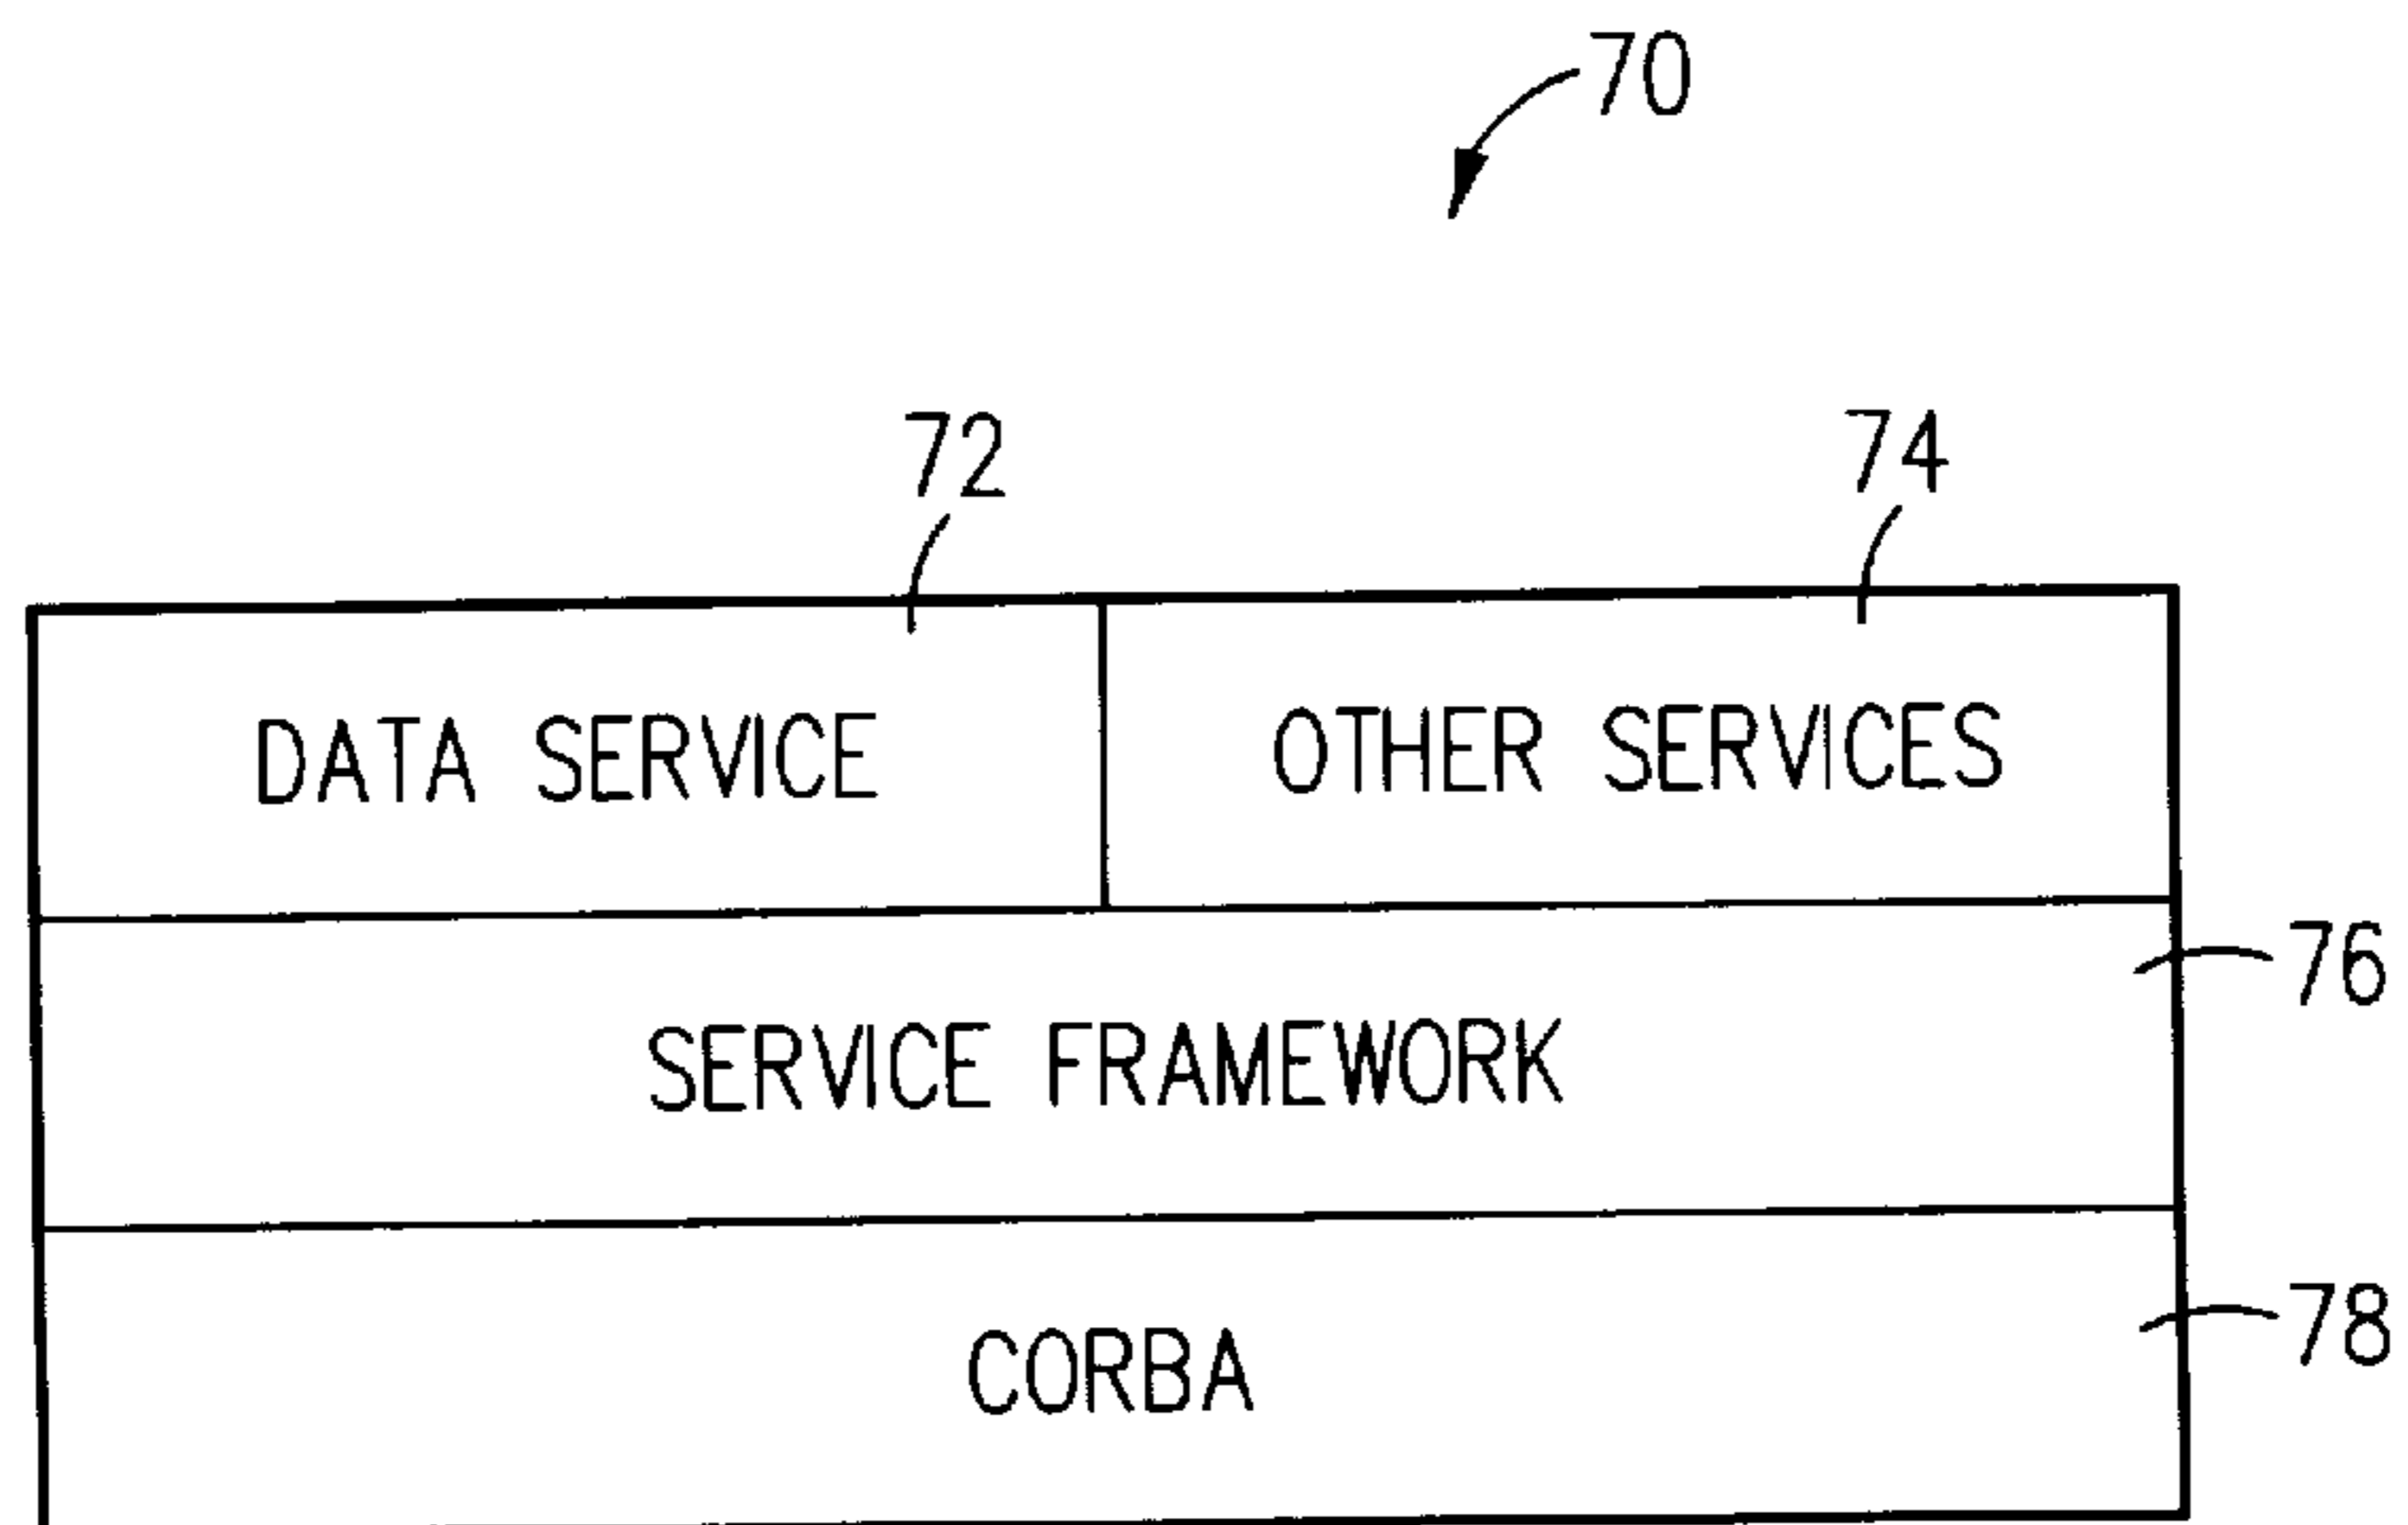 70
72
74
DATA SERVICE
OTHER SERVICES
76
SERVICE FRAMEWORK
78
CORBA